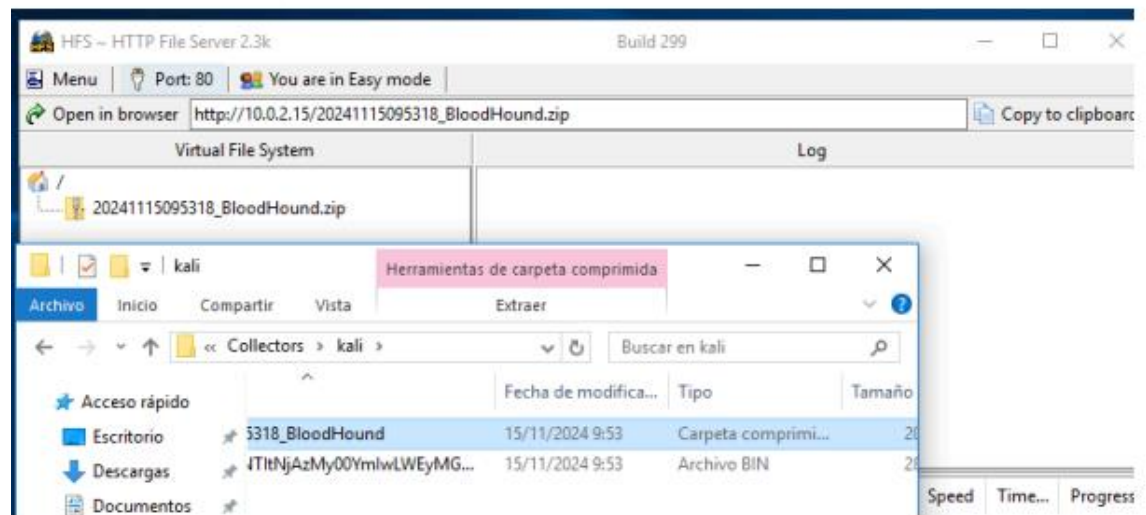 HFS ~ HTTP File Server 2.3k Build 299
Menu Port: 80 You are in Easy mode
Open in browser http://10.0.2.15/20241115095318_BloodHound.zip Copy to clipboard
Virtual File System Log
/
20241115095318_BloodHound.zip
kali Herramientas de carpeta comprimida
Archivo Inicio Compartir Vista Extraer
« Collectors › kali › Buscar en kali
Fecha de modifica... Tipo Tamaño
Acceso rápido
Escritorio 5318_BloodHound 15/11/2024 9:53 Carpeta comprimi... 28
Descargas 15/11/2024 9:53 Archivo BIN 28
Documentos
Speed Time... Progress